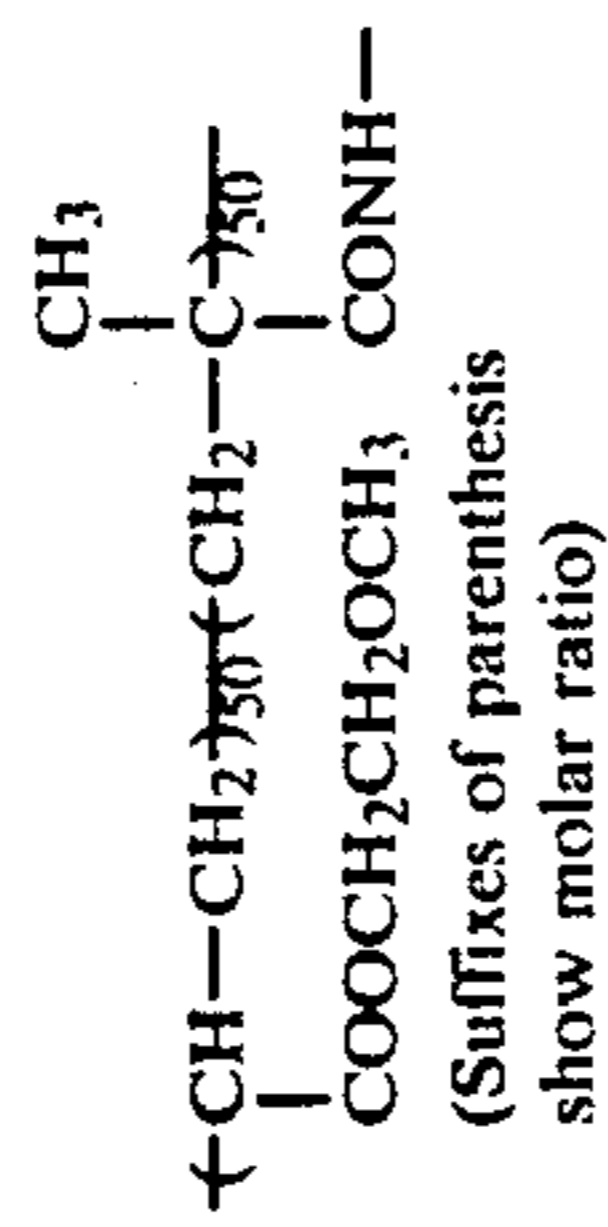 CH3
(CH—CH2)50(CH2—C)50
COOCH2CH2OCH3 CONH—
(Suffixes of parenthesis
show molar ratio)